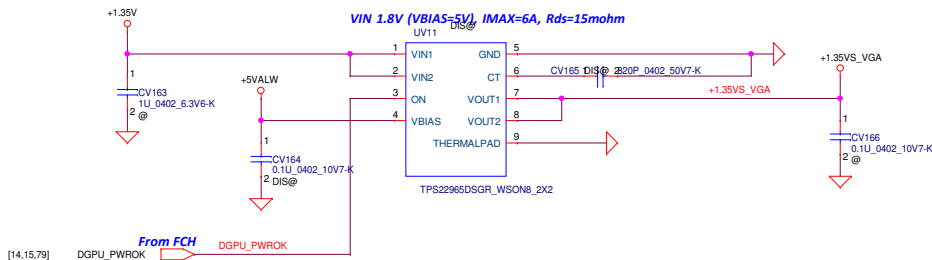 VIN 1.8V (VBIAS=5V), IMAX=6A, Rds=15mohm
+1.35V
DIS@
UV11
+1.35VS_VGA
1 VIN1 GND 5
2 VIN2 CT 6 CV165 1 DIS@ 2 820P_0402_50V7-K
+5VALW
3 ON VOUT1 7 +1.35VS_VGA
4 VBIAS VOUT2 8
THERMALPAD 9
1
CV163
1U_0402_6.3V6-K
2 @
1
CV164
0.1U_0402_10V7-K
2 DIS@
1
CV166
0.1U_0402_10V7-K
2 @
TPS22965DSGR_WSON8_2X2
From FCH
[14,15,79] DGPU_PWROK DGPU_PWROK